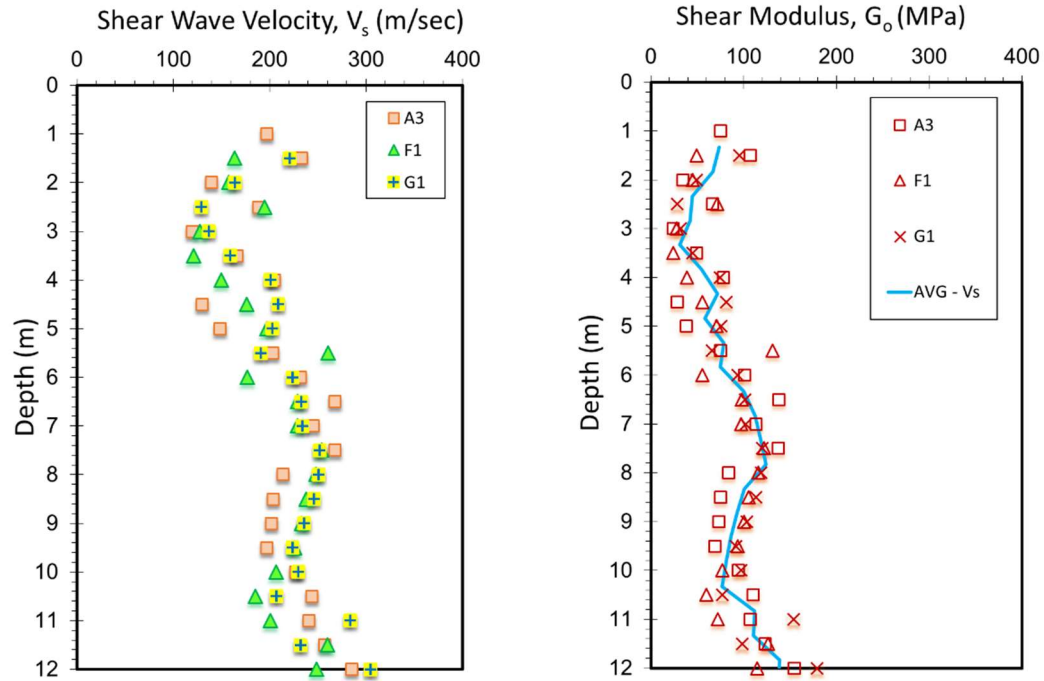 Shear Wave Velocity, Vs (m/sec)
0 100 200 300 400
0
1
2
3
4
5
6
7
8
9
10
11
12
Depth (m)
A3
F1
G1
Shear Modulus, Go (MPa)
0 100 200 300 400
0
1
2
3
4
5
6
7
8
9
10
11
12
Depth (m)
A3
F1
G1
AVG - Vs